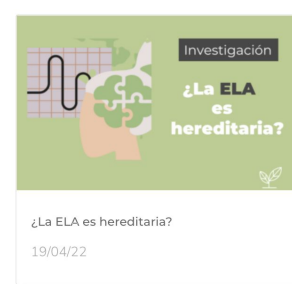 Investigación
¿La ELA
es
hereditaria?
¿La ELA es hereditaria?
19/04/22